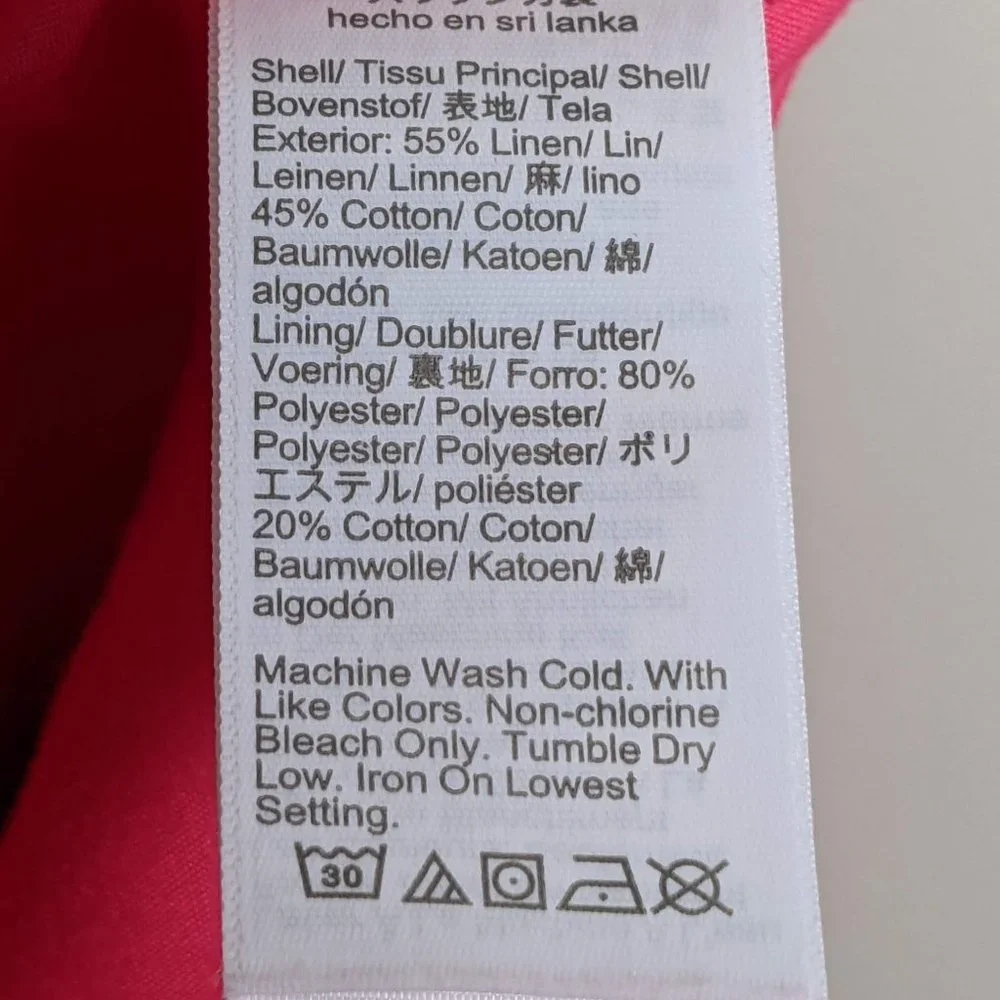 hecho en sri lanka
Shell/ Tissu Principal/ Shell/
Bovenstof/ 表地/ Tela
Exterior: 55% Linen/ Lin/
Leinen/ Linnen/ 麻/ lino
45% Cotton/ Coton/
Baumwolle/ Katoen/ 綿/
algodón
Lining/ Doublure/ Futter/
Voering/ 裏地/ Forro: 80%
Polyester/ Polyester/
Polyester/ Polyester/ ポリ
エステル/ poliéster
20% Cotton/ Coton/
Baumwolle/ Katoen/ 綿/
algodón
Machine Wash Cold. With
Like Colors. Non-chlorine
Bleach Only. Tumble Dry
Low. Iron On Lowest
Setting.
30